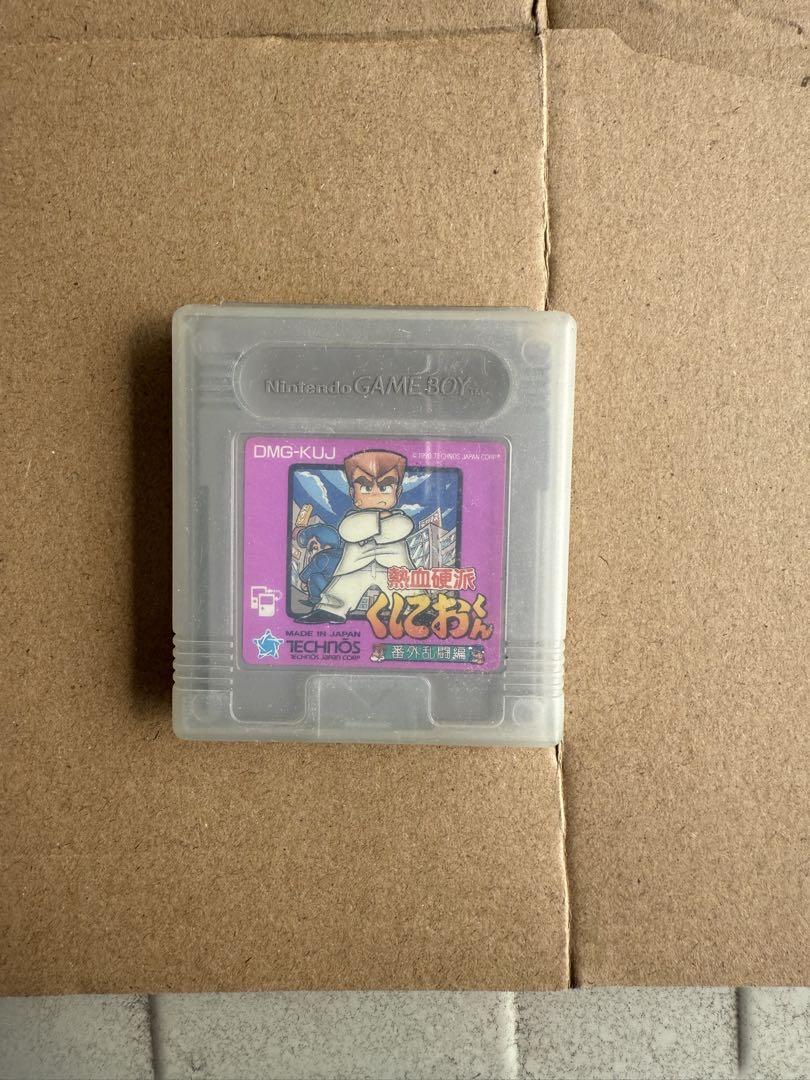 Nintendo GAME BOY TM
DMG-KUJ
©1990 TECHNOS JAPAN CORP.
熱血硬派
くにおくん
番外乱闘編
MADE IN JAPAN
TECHNOS
TECHNOS JAPAN CORP